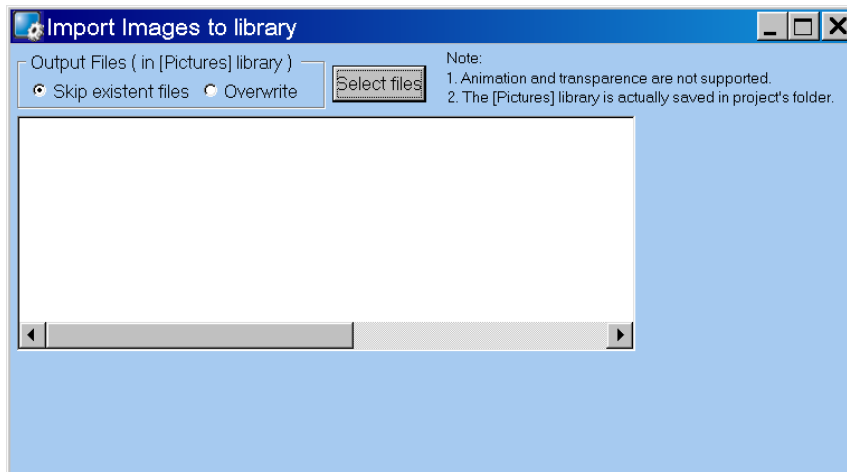 Import Images to library
Output Files ( in [Pictures] library )
Skip existent files
Overwrite
Select files
Note:
1. Animation and transparence are not supported.
2. The [Pictures] library is actually saved in project's folder.